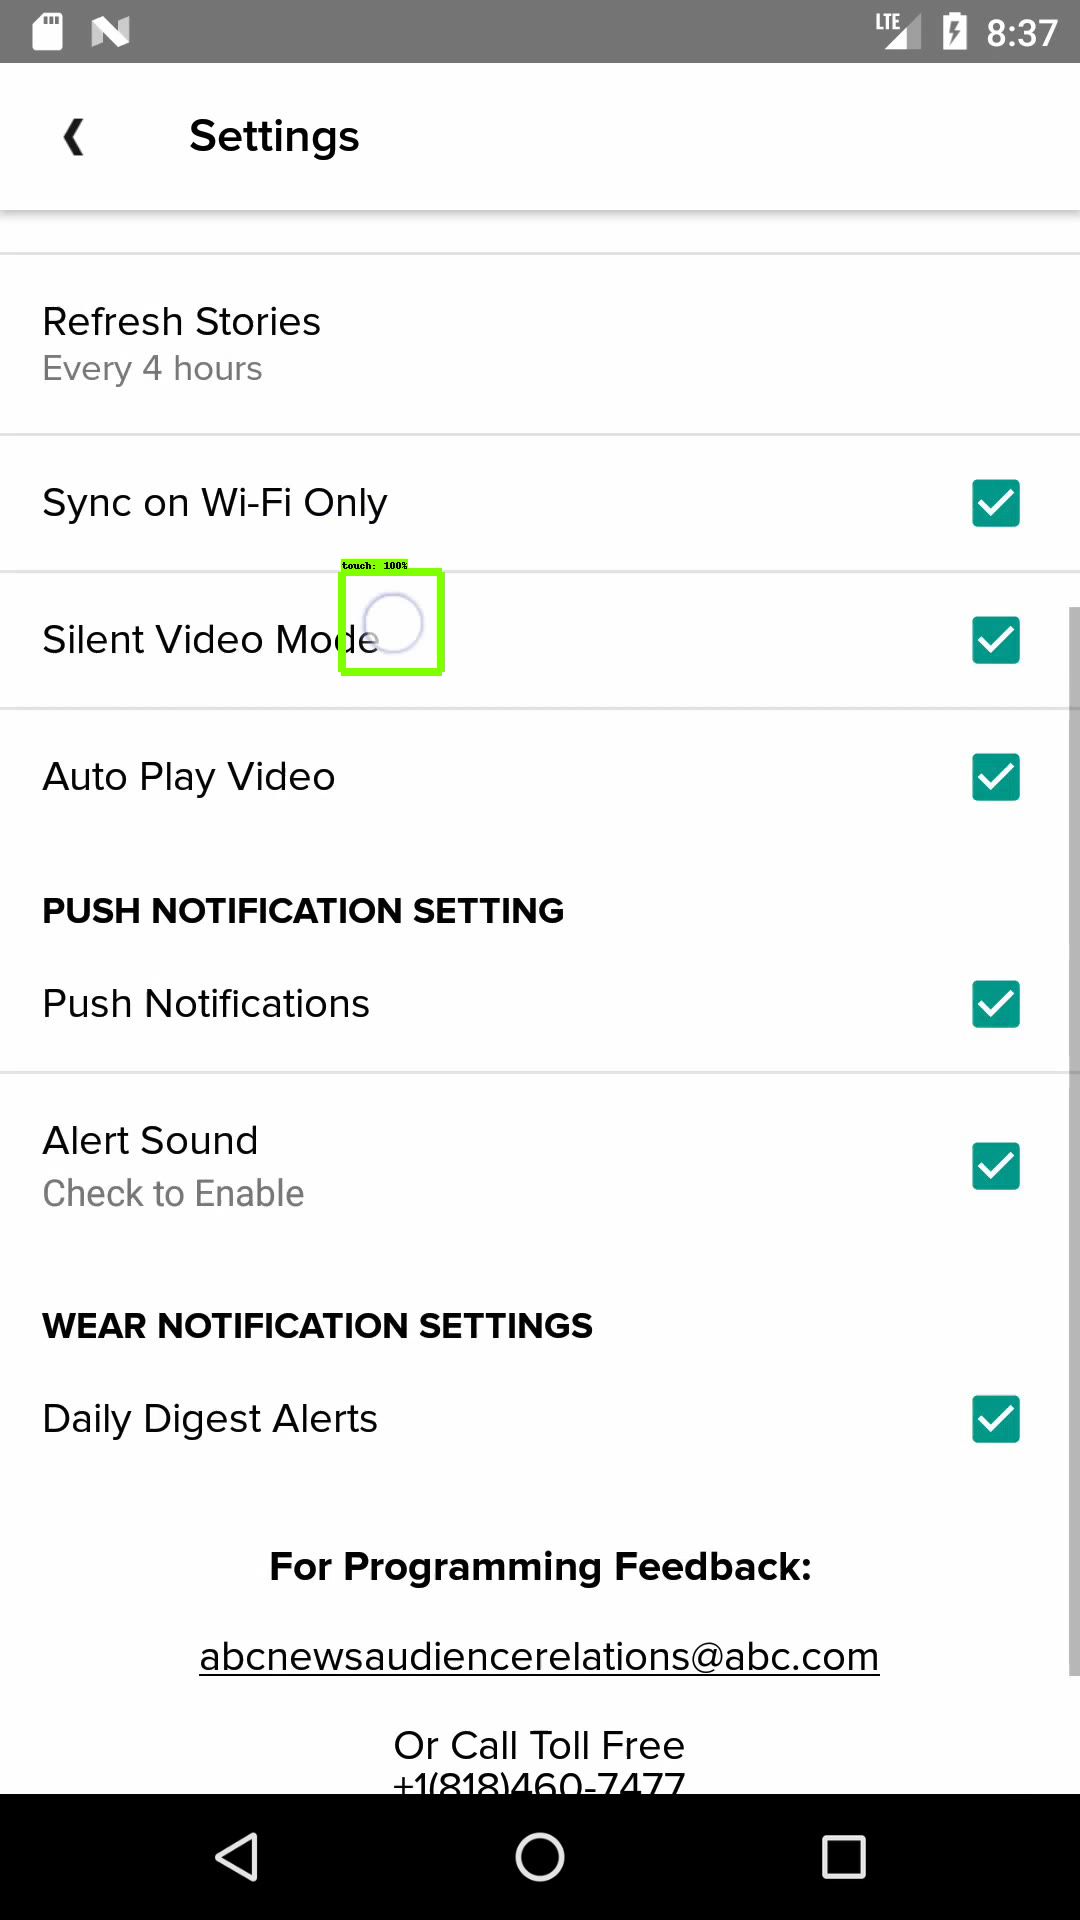 LTE 8:37
Settings
Refresh Stories
Every 4 hours
Sync on Wi-Fi Only
touch: 100%
Silent Video Mode
Auto Play Video
PUSH NOTIFICATION SETTING
Push Notifications
Alert Sound
Check to Enable
WEAR NOTIFICATION SETTINGS
Daily Digest Alerts
For Programming Feedback:
abcnewsaudiencerelations@abc.com
Or Call Toll Free
+1(818)460-7477